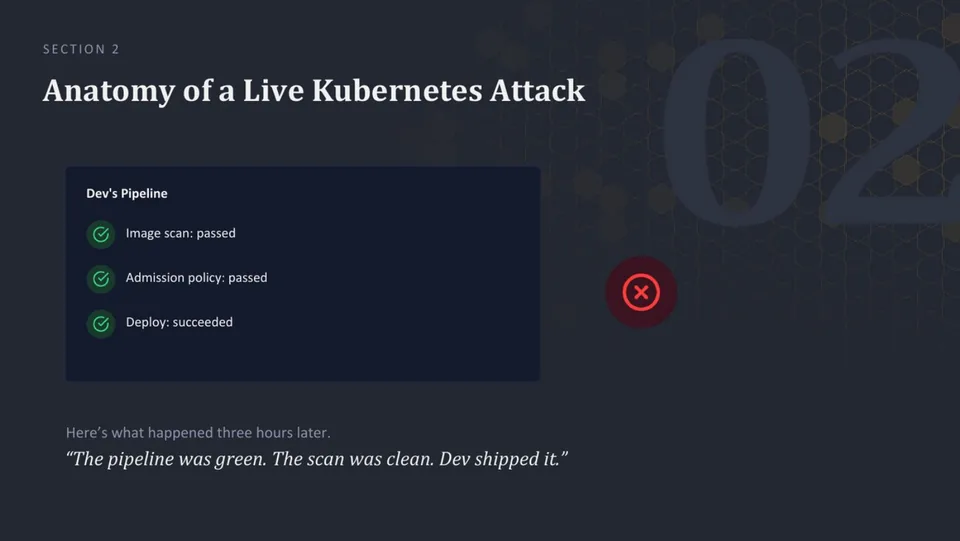 SECTION 2
02
Anatomy of a Live Kubernetes Attack
Dev's Pipeline
Image scan: passed
Admission policy: passed
Deploy: succeeded
Here’s what happened three hours later.
“The pipeline was green. The scan was clean. Dev shipped it.”